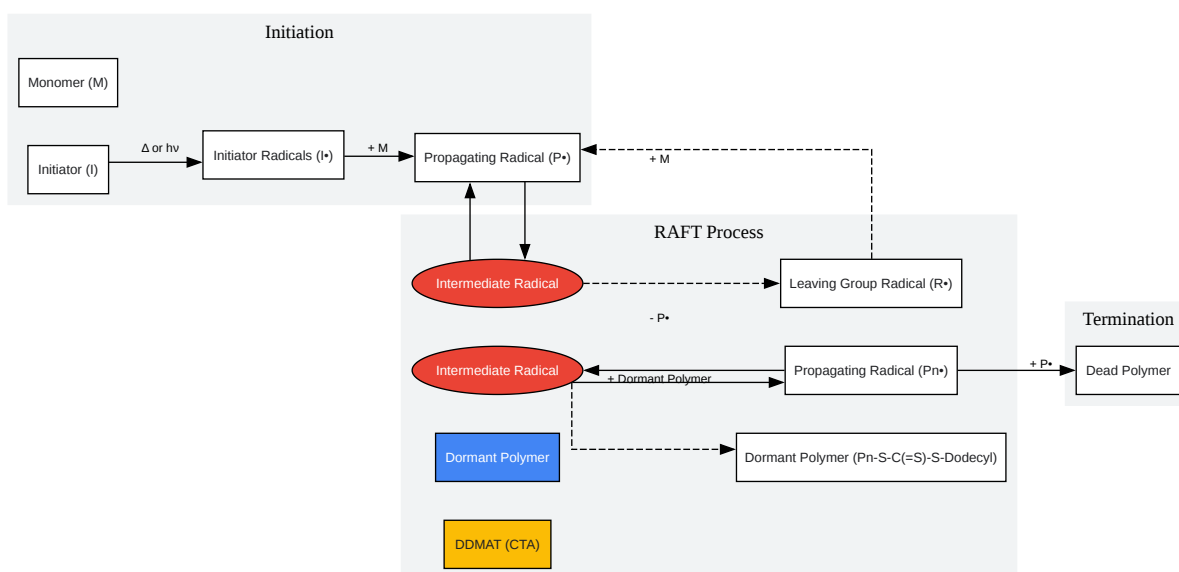 Initiation
Monomer (M)
Initiator (I)
Δ or hν
Initiator Radicals (I•)
+ M
Propagating Radical (P•)
+ M
RAFT Process
Intermediate Radical
Leaving Group Radical (R•)
- P•
Intermediate Radical
+ Dormant Polymer
Propagating Radical (Pn•)
+ P•
Termination
Dead Polymer
Dormant Polymer
Dormant Polymer (Pn-S-C(=S)-S-Dodecyl)
DDMAT (CTA)